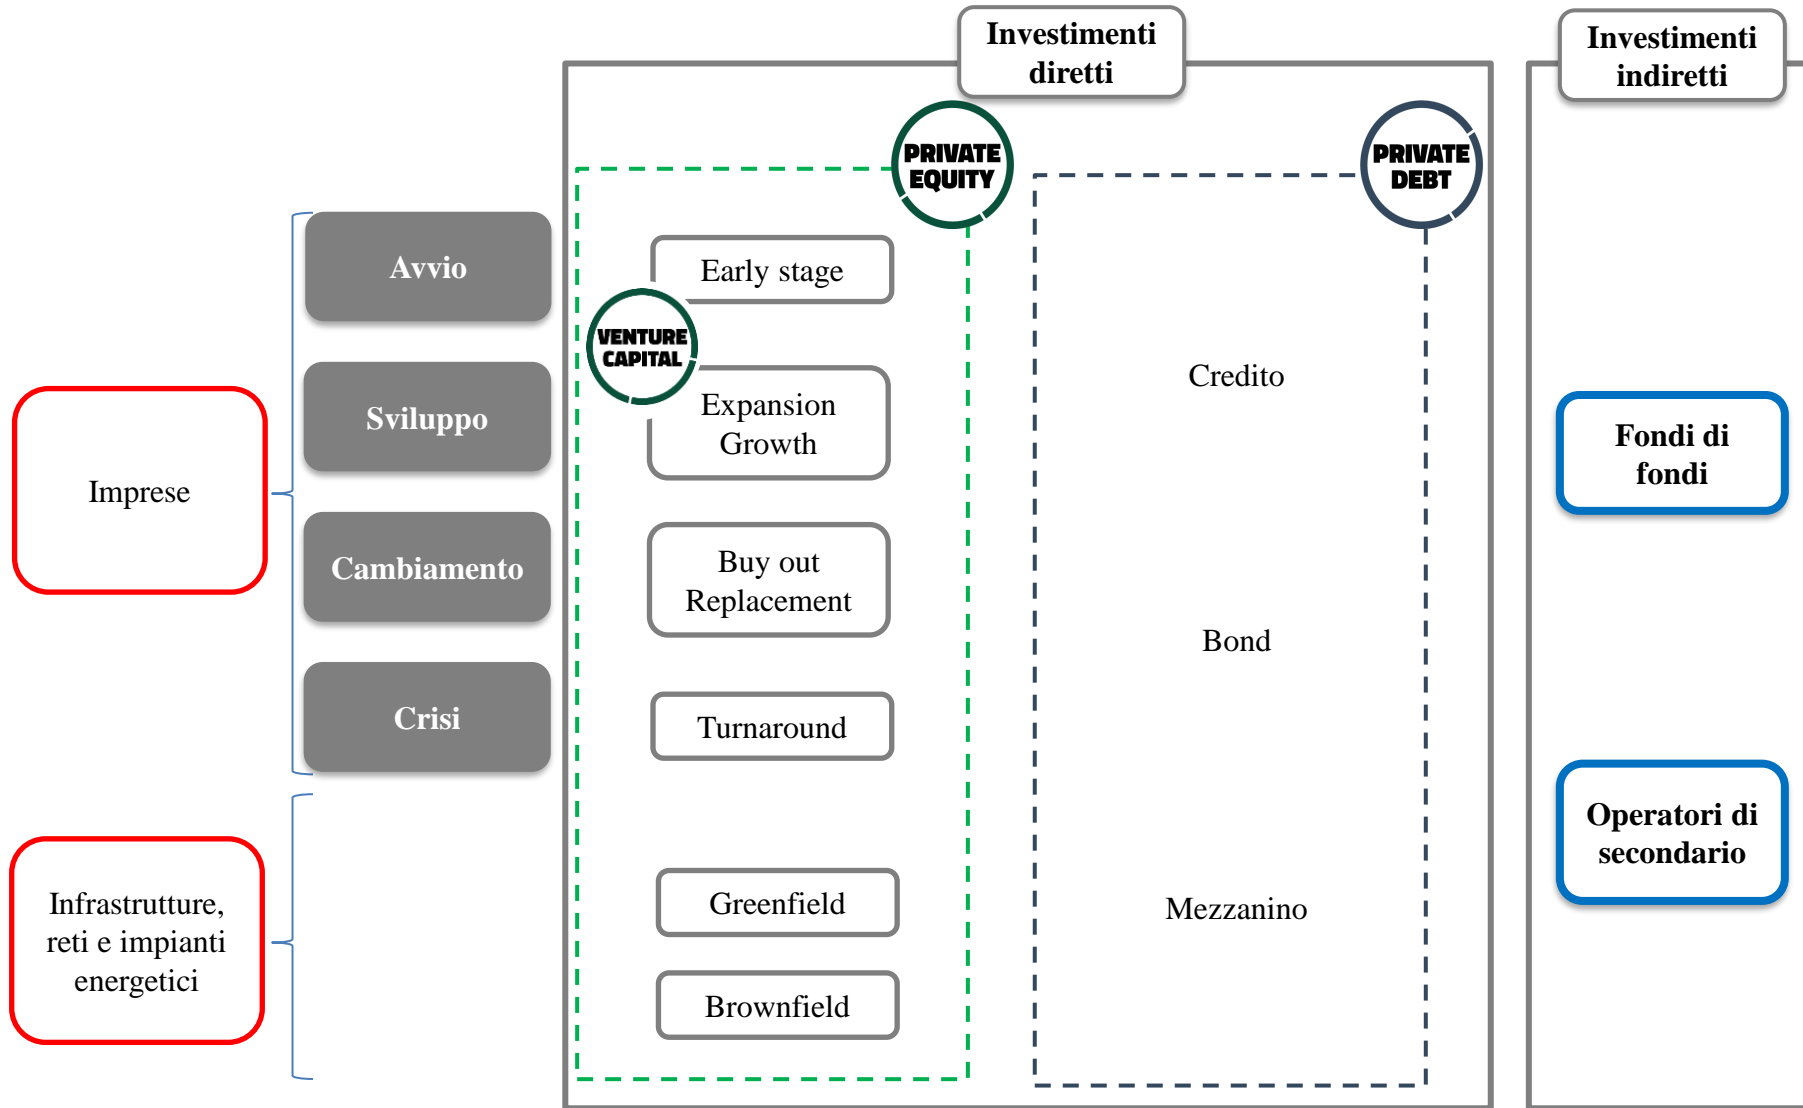 Investimenti
diretti
Investimenti
indiretti
PRIVATE
EQUITY
PRIVATE
DEBT
Avvio
Early stage
VENTURE
CAPITAL
Credito
Sviluppo
Expansion
Growth
Fondi di
fondi
Imprese
Cambiamento
Buy out
Replacement
Bond
Crisi
Turnaround
Operatori di
secondario
Infrastrutture,
reti e impianti
energetici
Greenfield
Mezzanino
Brownfield